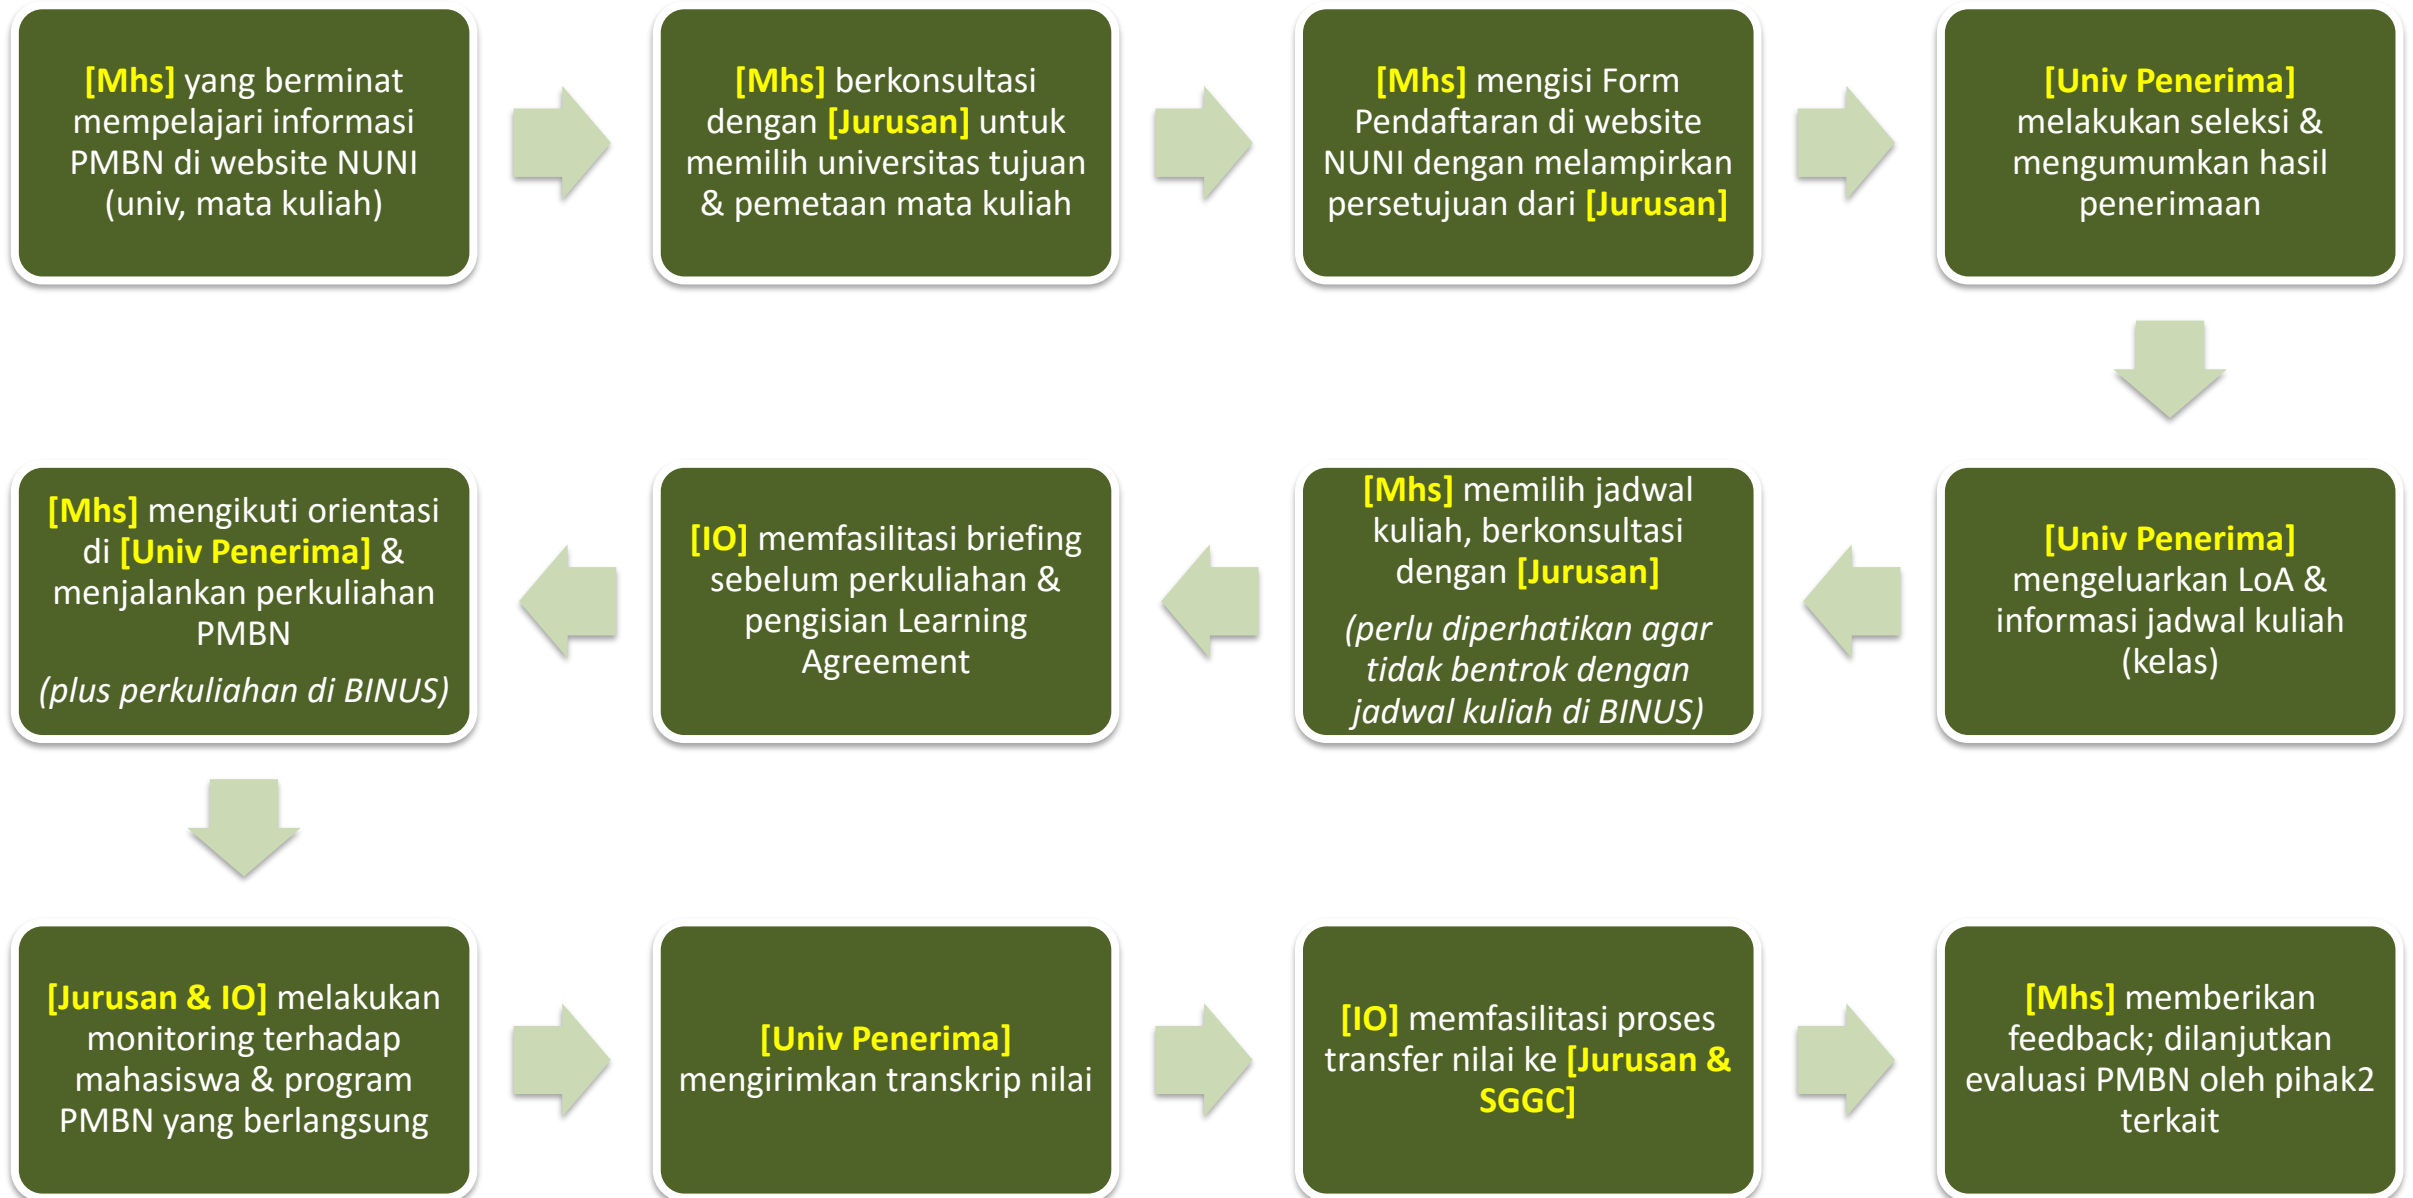 [Mhs] yang berminat
mempelajari informasi
PMBN di website NUNI
(univ, mata kuliah)
[Mhs] berkonsultasi
dengan [Jurusan] untuk
memilih universitas tujuan
& pemetaan mata kuliah
[Mhs] mengisi Form
Pendaftaran di website
NUNI dengan melampirkan
persetujuan dari [Jurusan]
[Univ Penerima]
melakukan seleksi &
mengumumkan hasil
penerimaan
[Univ Penerima]
mengeluarkan LoA &
informasi jadwal kuliah
(kelas)
[Mhs] memilih jadwal
kuliah, berkonsultasi
dengan [Jurusan]
(perlu diperhatikan agar
tidak bentrok dengan
jadwal kuliah di BINUS)
[IO] memfasilitasi briefing
sebelum perkuliahan &
pengisian Learning
Agreement
[Mhs] mengikuti orientasi
di [Univ Penerima] &
menjalankan perkuliahan
PMBN
(plus perkuliahan di BINUS)
[Jurusan & IO] melakukan
monitoring terhadap
mahasiswa & program
PMBN yang berlangsung
[Univ Penerima]
mengirimkan transkrip nilai
[IO] memfasilitasi proses
transfer nilai ke [Jurusan &
SGGC]
[Mhs] memberikan
feedback; dilanjutkan
evaluasi PMBN oleh pihak2
terkait